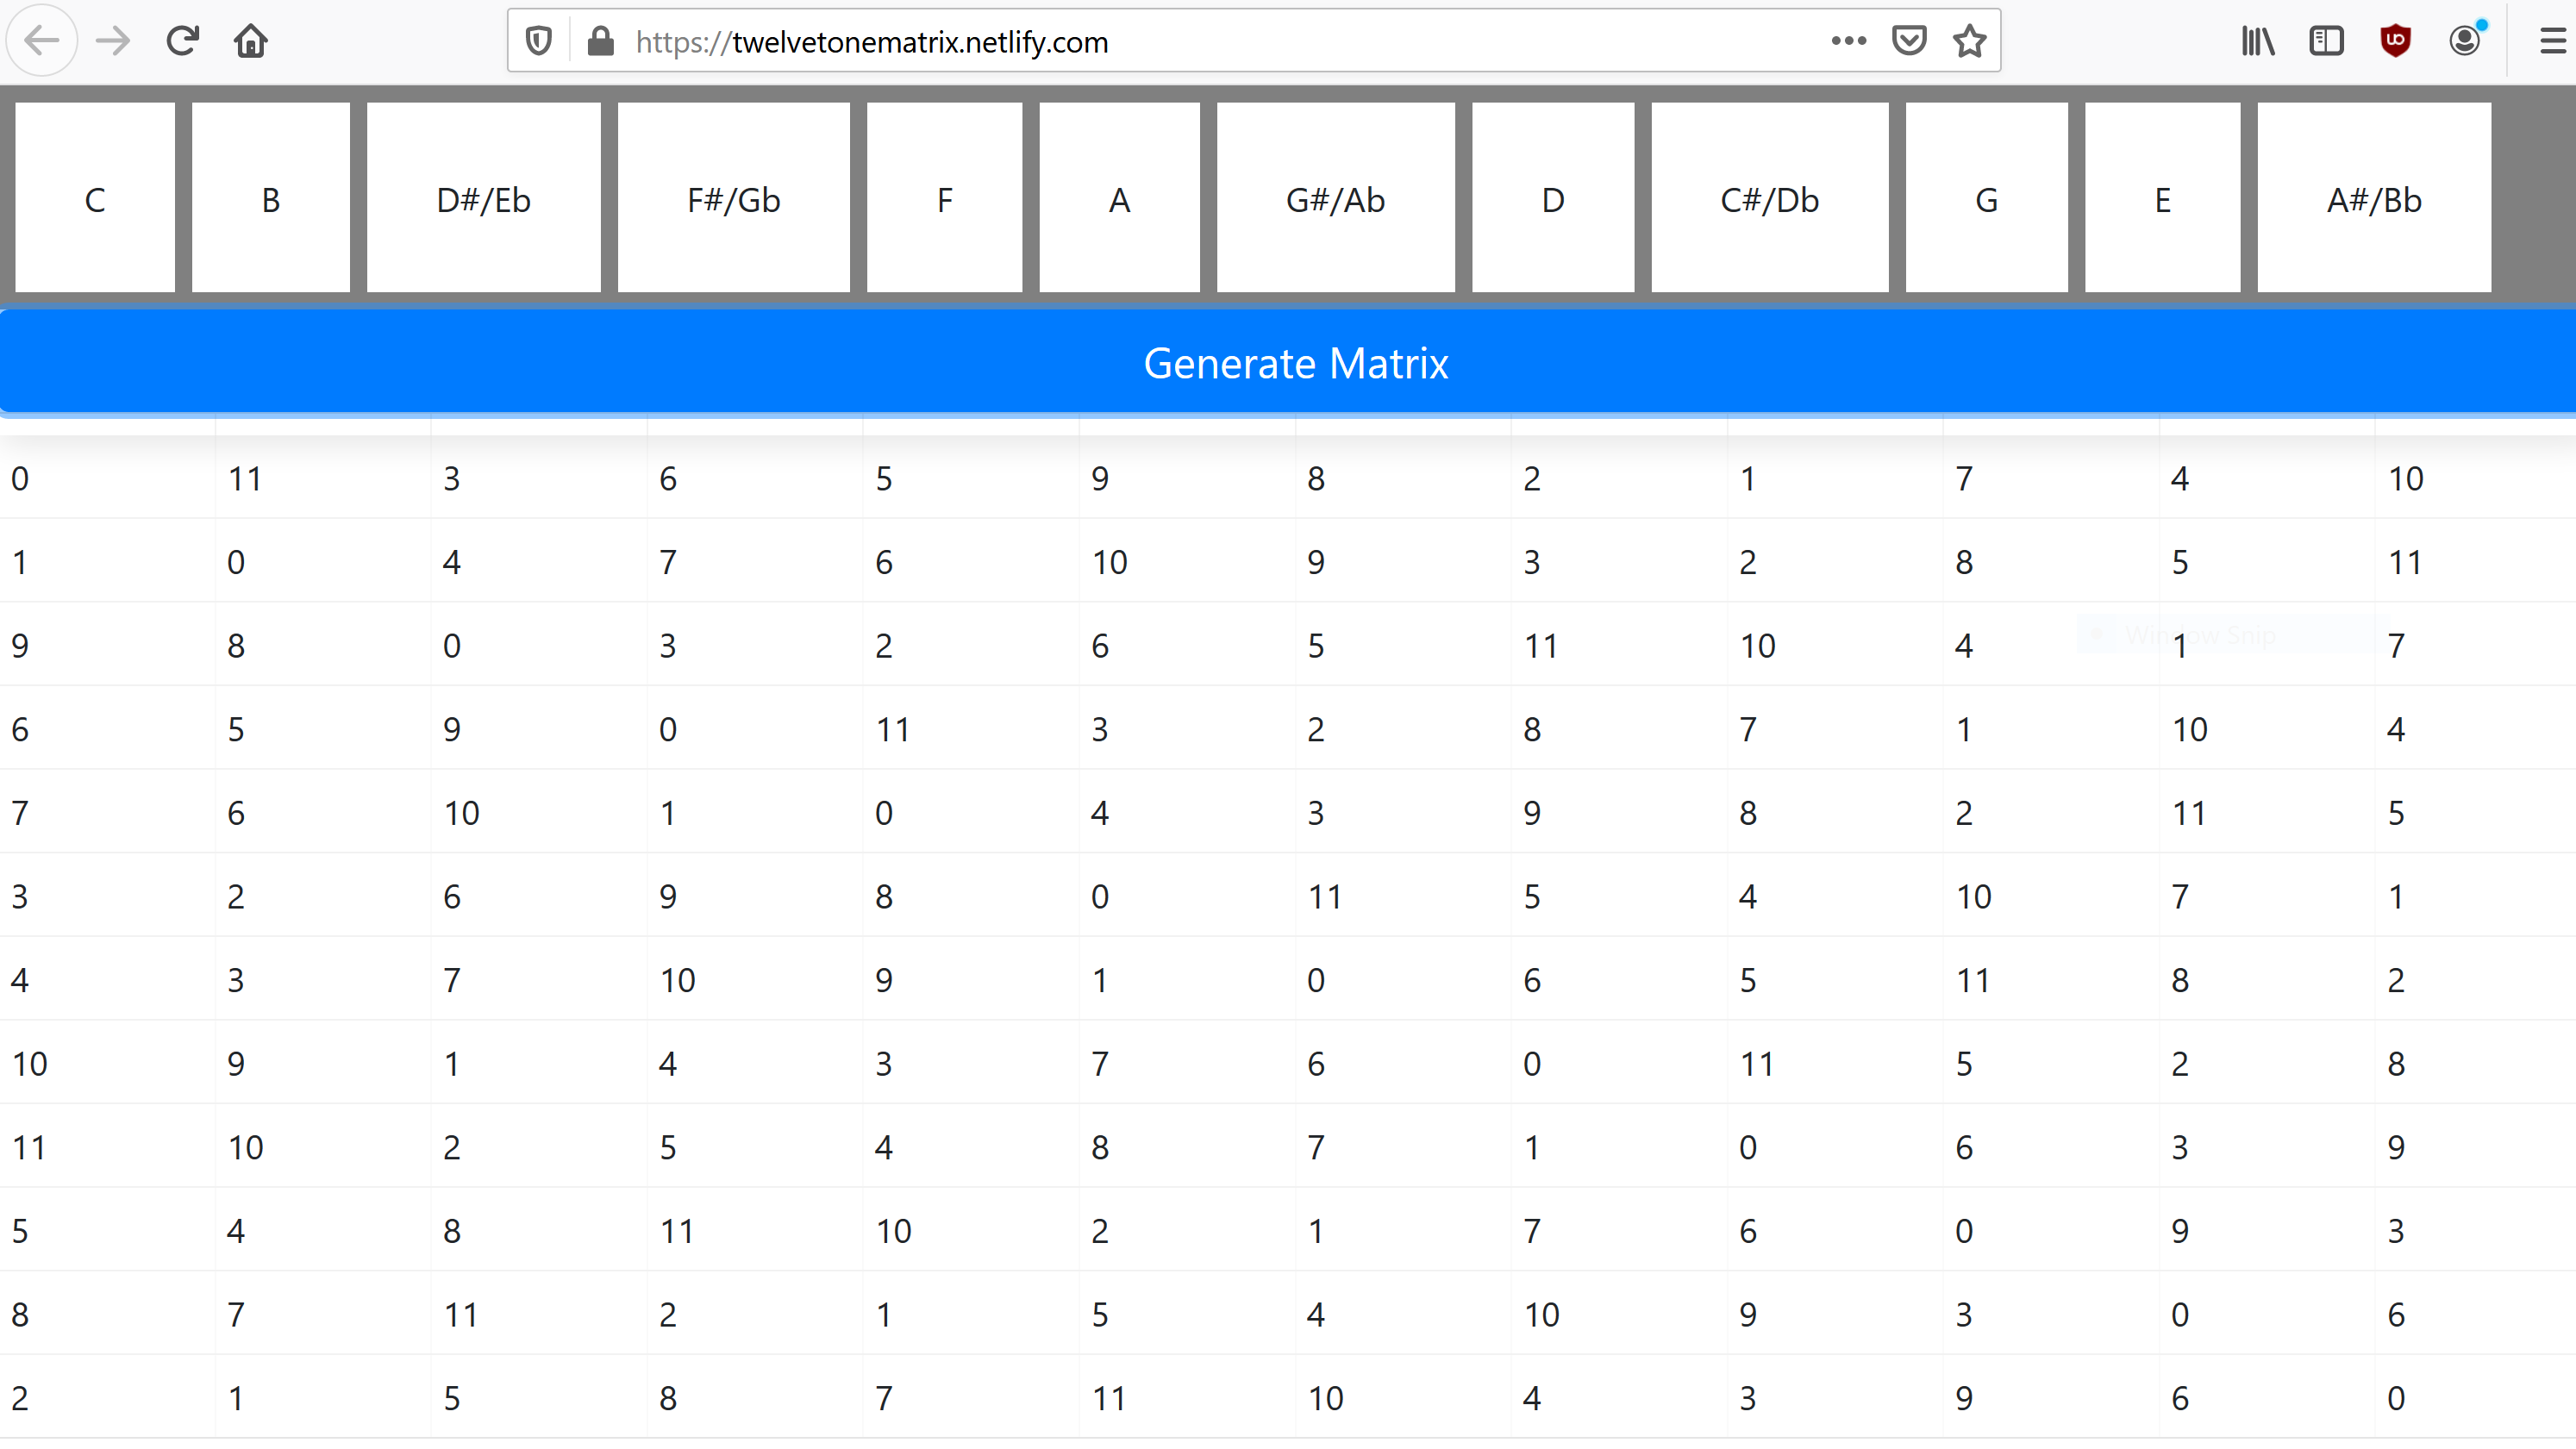 https://twelvetonematrix.netlify.com
C B D#/Eb F#/Gb F A G#/Ab D C#/Db G E A#/Bb
Generate Matrix
0 11 3 6 5 9 8 2 1 7 4 10
1 0 4 7 6 10 9 3 2 8 5 11
9 8 0 3 2 6 5 11 10 4 1 7
Window Snip
6 5 9 0 11 3 2 8 7 1 10 4
7 6 10 1 0 4 3 9 8 2 11 5
3 2 6 9 8 0 11 5 4 10 7 1
4 3 7 10 9 1 0 6 5 11 8 2
10 9 1 4 3 7 6 0 11 5 2 8
11 10 2 5 4 8 7 1 0 6 3 9
5 4 8 11 10 2 1 7 6 0 9 3
8 7 11 2 1 5 4 10 9 3 0 6
2 1 5 8 7 11 10 4 3 9 6 0